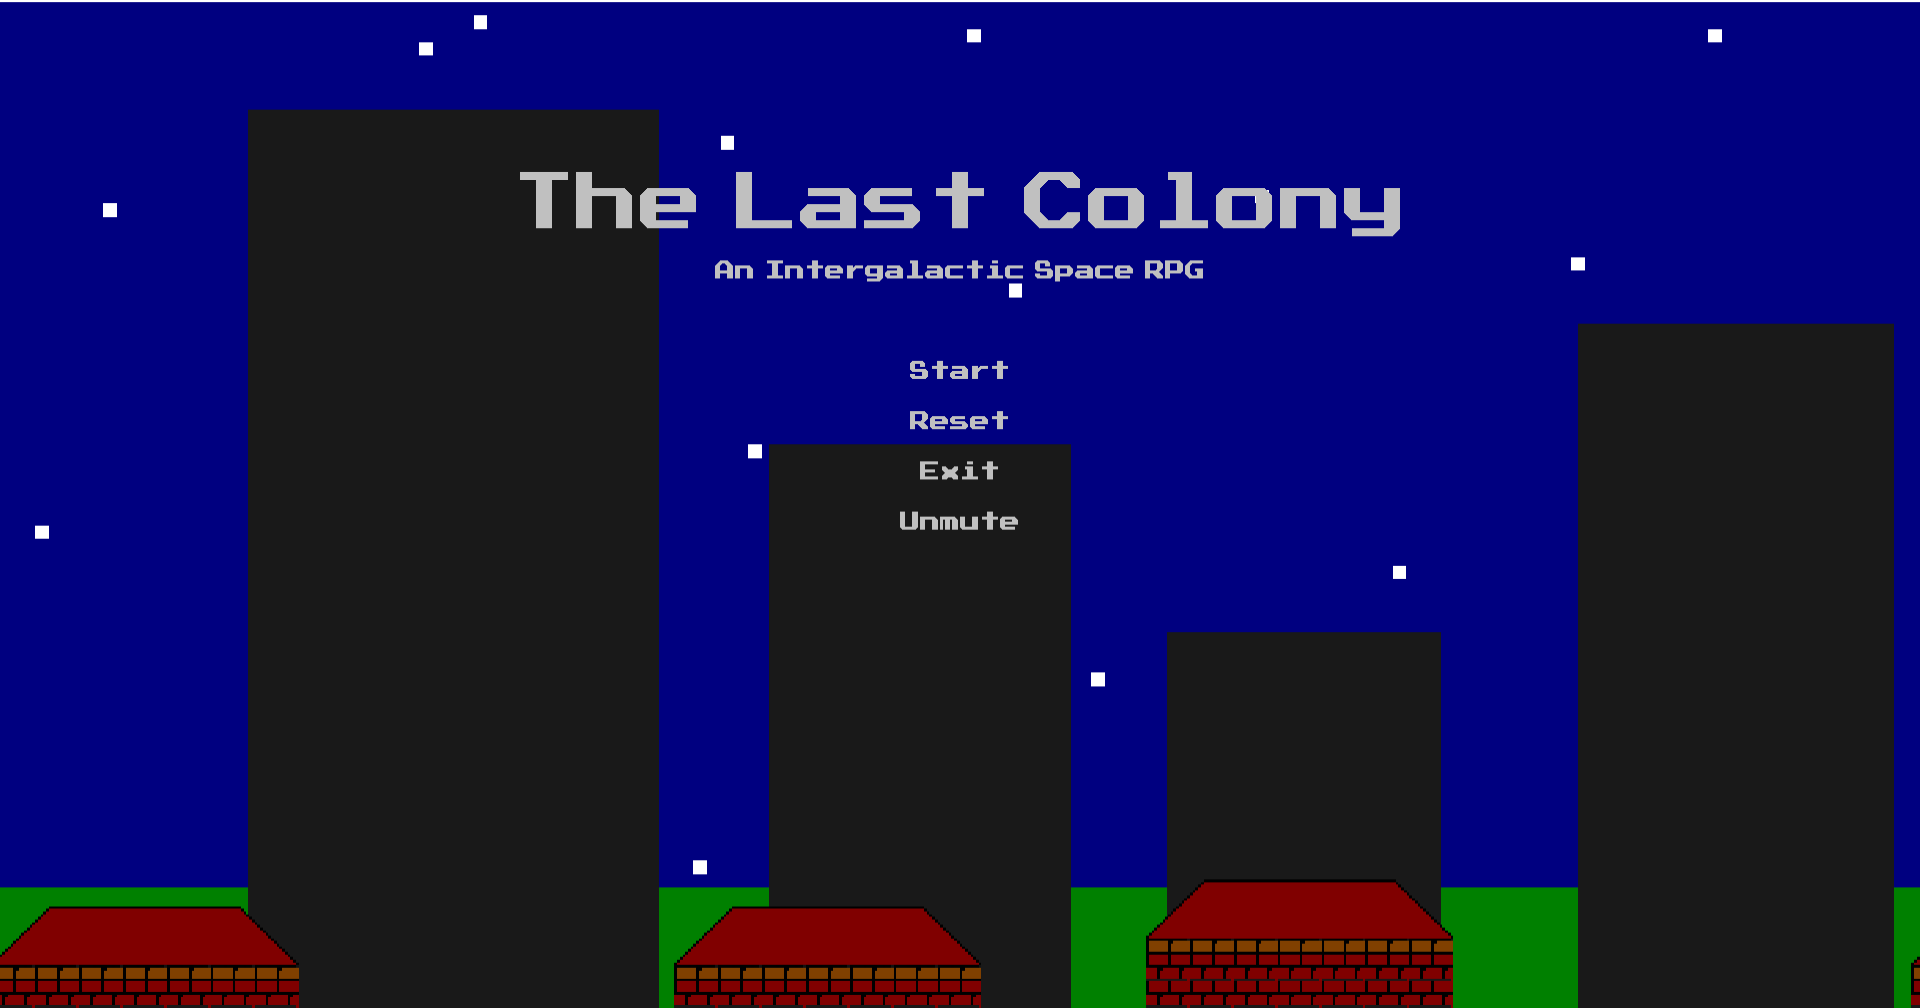 The Last Colony
An Intergalactic Space RPG
Start
Reset
Exit
Unmute